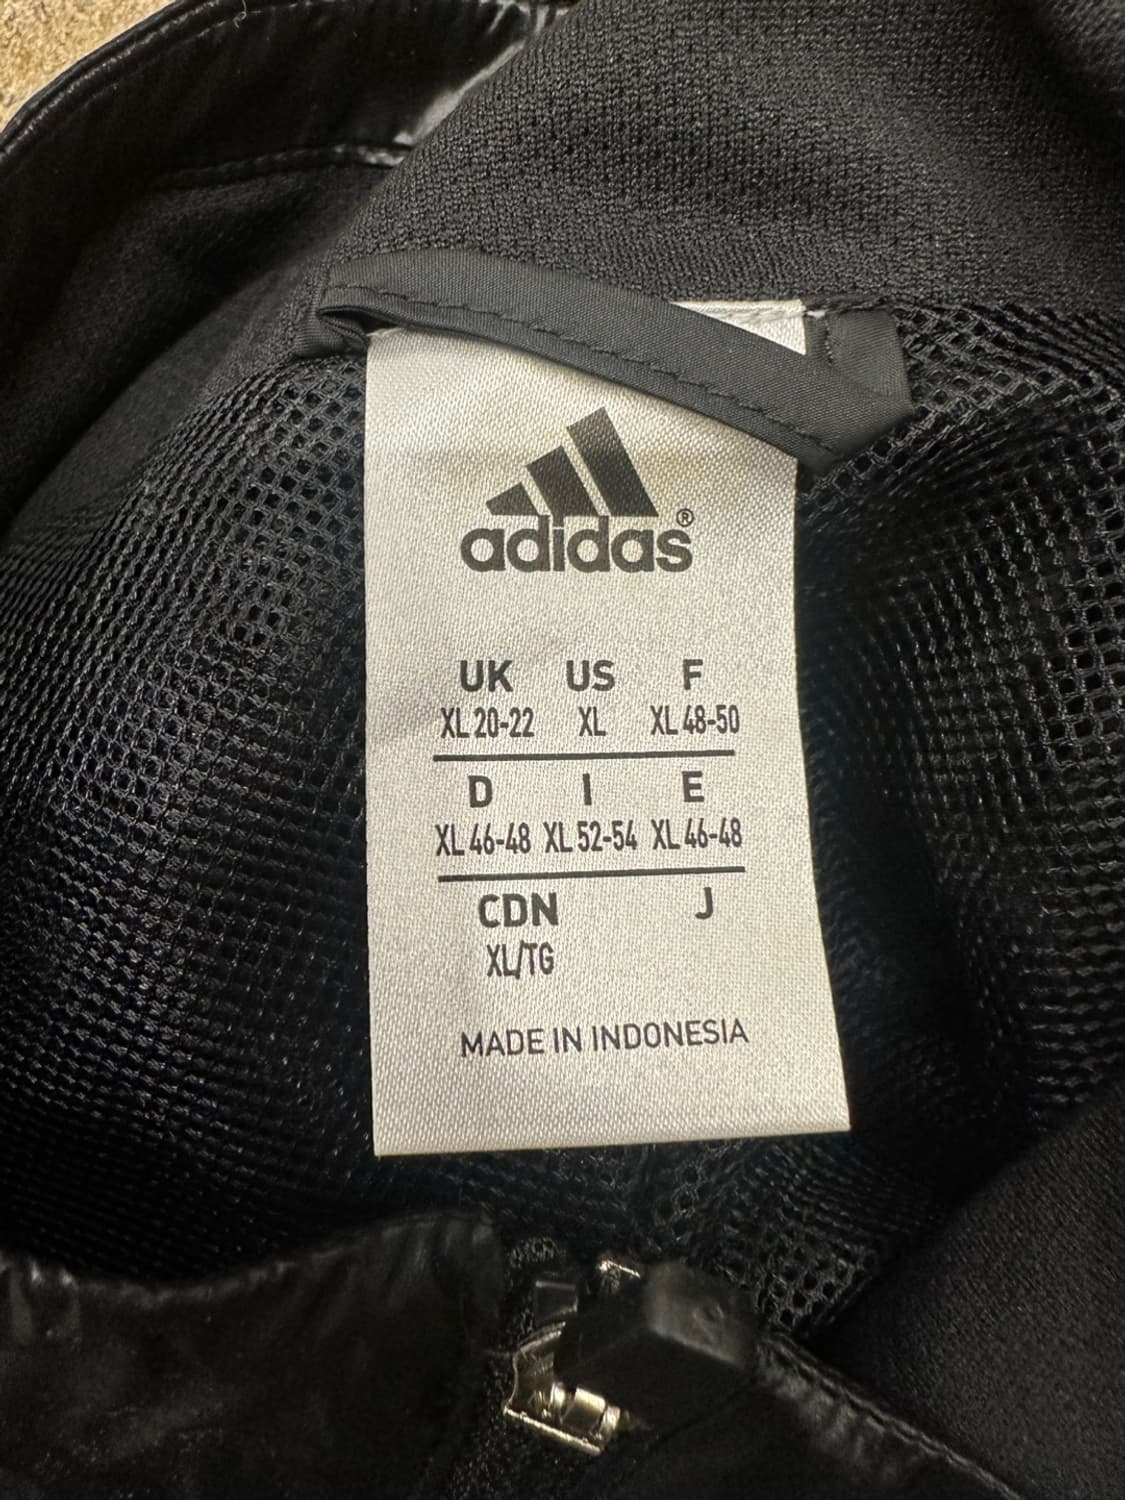 adidas®
UK US F
XL 20-22 XL XL 48-50
D I E
XL 46-48 XL 52-54 XL 46-48
CDN J
XL/TG
MADE IN INDONESIA